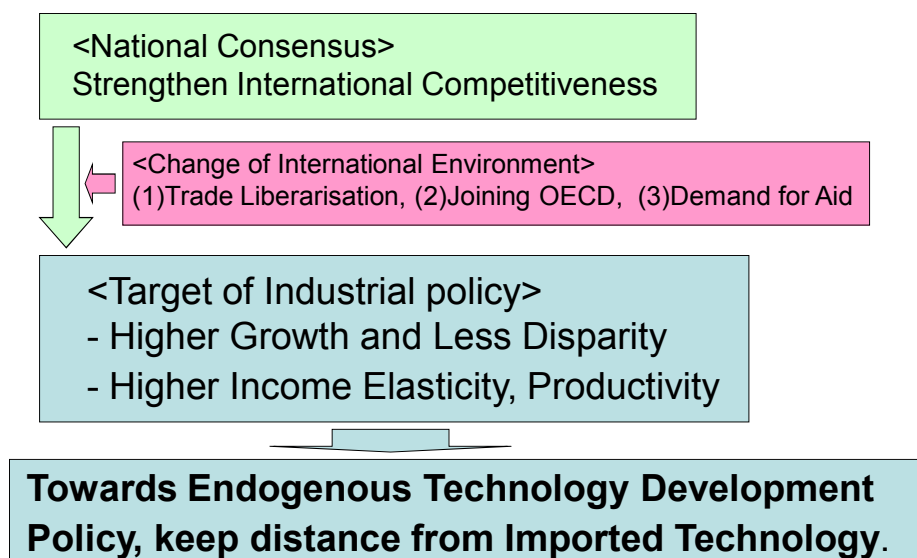 <National Consensus>
Strengthen International Competitiveness
<Change of International Environment>
(1)Trade Liberarisation, (2)Joining OECD, (3)Demand for Aid
<Target of Industrial policy>
- Higher Growth and Less Disparity
- Higher Income Elasticity, Productivity
Towards Endogenous Technology Development
Policy, keep distance from Imported Technology.